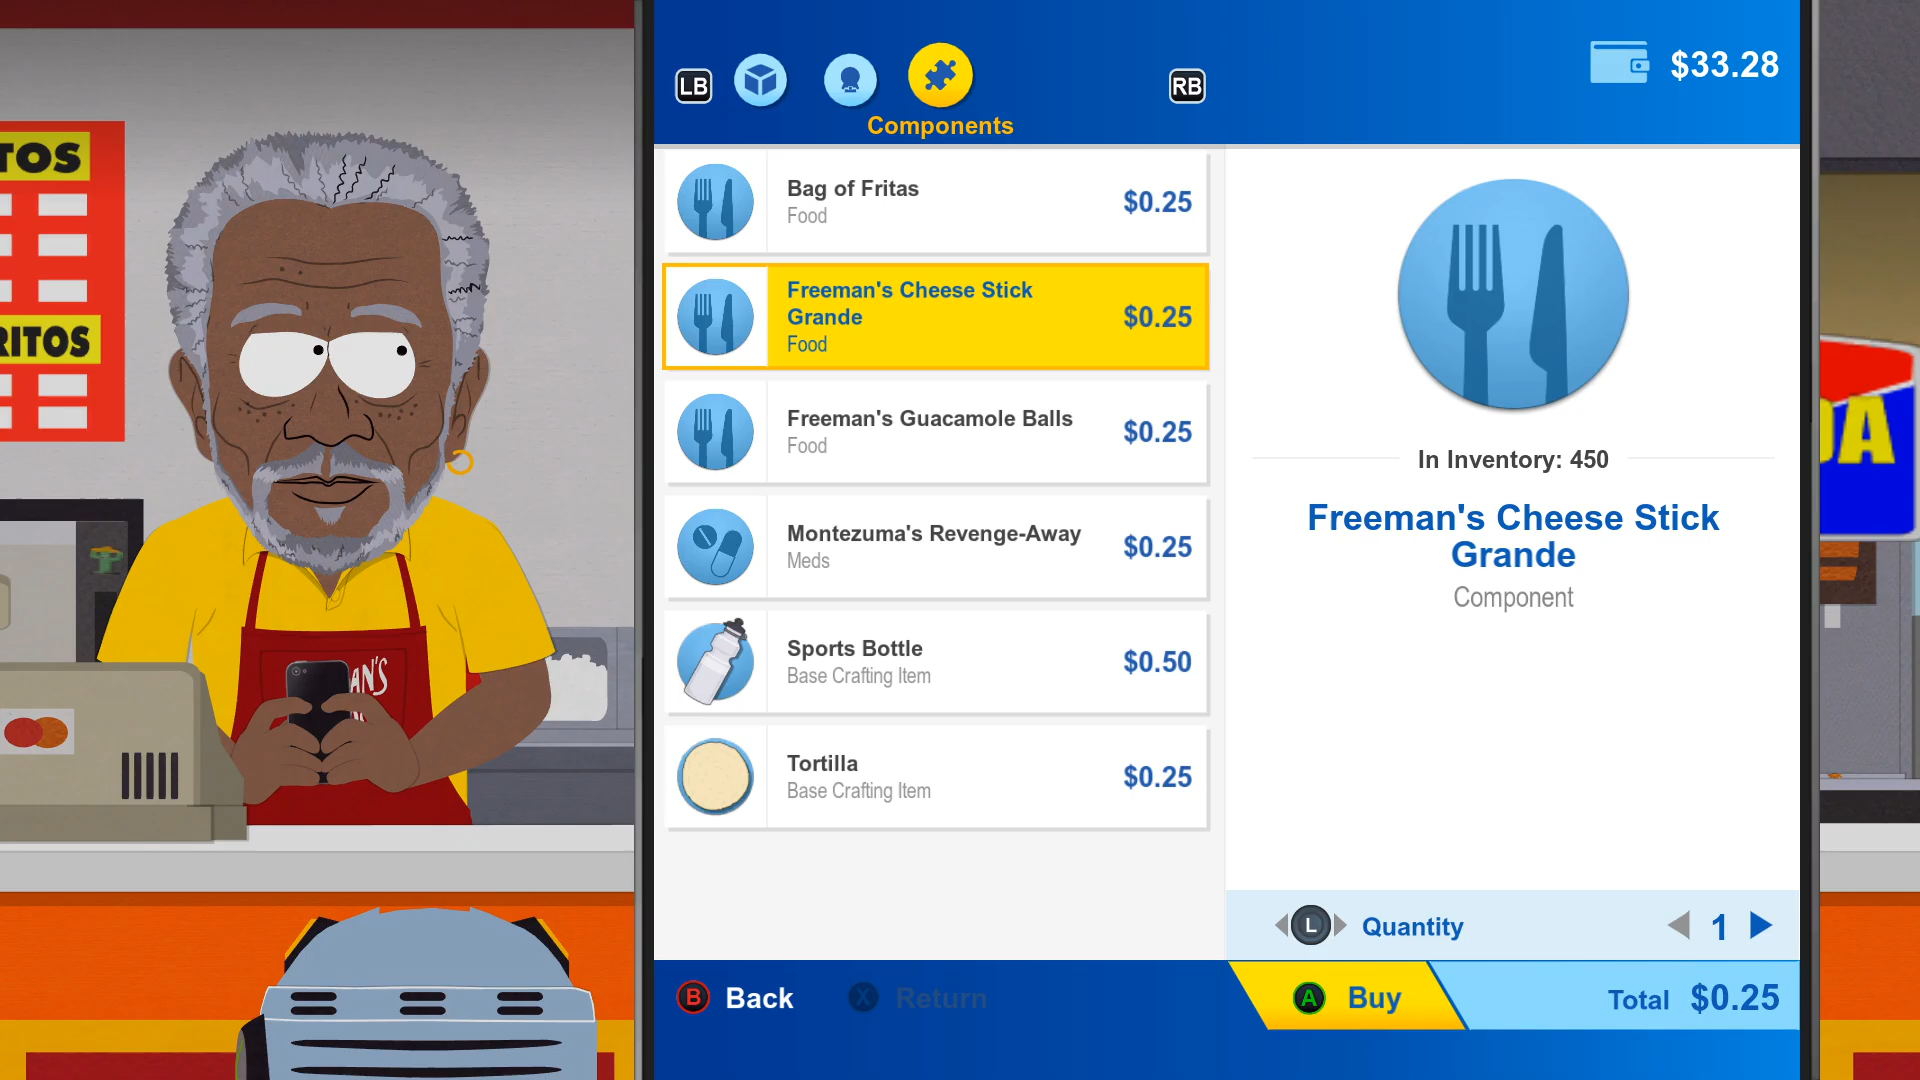 LB
RB
Components
$33.28
TOS
RITOS
Bag of Fritas
Food
$0.25
Freeman's Cheese Stick
Grande
Food
$0.25
Freeman's Guacamole Balls
Food
$0.25
Montezuma's Revenge-Away
Meds
$0.25
Sports Bottle
Base Crafting Item
$0.50
Tortilla
Base Crafting Item
$0.25
In Inventory: 450
Freeman's Cheese Stick
Grande
Component
L Quantity 1
B Back
X Return
A Buy
Total $0.25
AN'S
DA